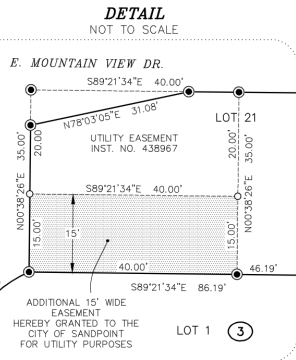 DETAIL
NOT TO SCALE
E. MOUNTAIN VIEW DR.
S89°21'34"E 40.00'
N78°03'05"E 31.08'
LOT 21
UTILITY EASEMENT
INST. NO. 438967
N00°38'26"E 35.00'
20.00'
20.00'
N00°38'26"E 35.00'
S89°21'34"E 40.00'
15.00'
15'
15.00'
40.00'
46.19'
S89°21'34"E 86.19'
ADDITIONAL 15' WIDE
EASEMENT
HEREBY GRANTED TO THE
CITY OF SANDPOINT
FOR UTILITY PURPOSES
LOT 1 3